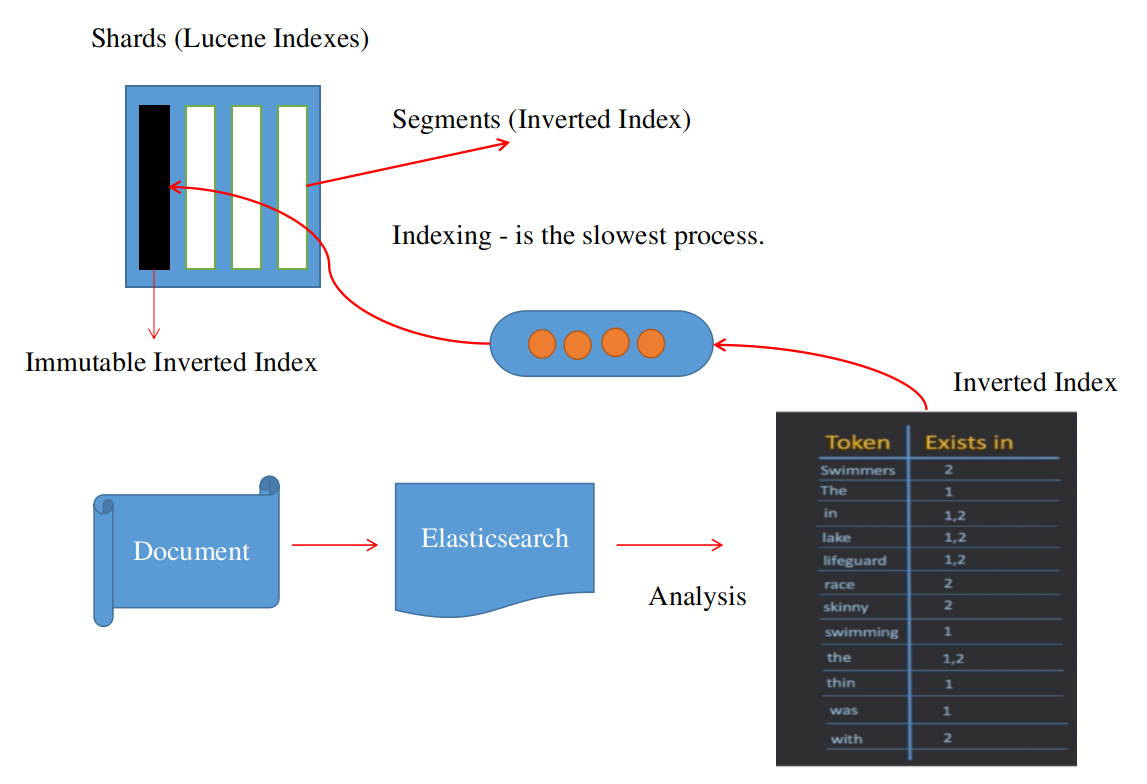 Shards (Lucene Indexes)
Segments (Inverted Index)
Indexing - is the slowest process.
Immutable Inverted Index
Inverted Index
Document
Elasticsearch
Analysis
Token Exists in
Swimmers 2
The 1
in 1,2
lake 1,2
lifeguard 1,2
race 2
skinny 2
swimming 1
the 1,2
thin 1
was 1
with 2